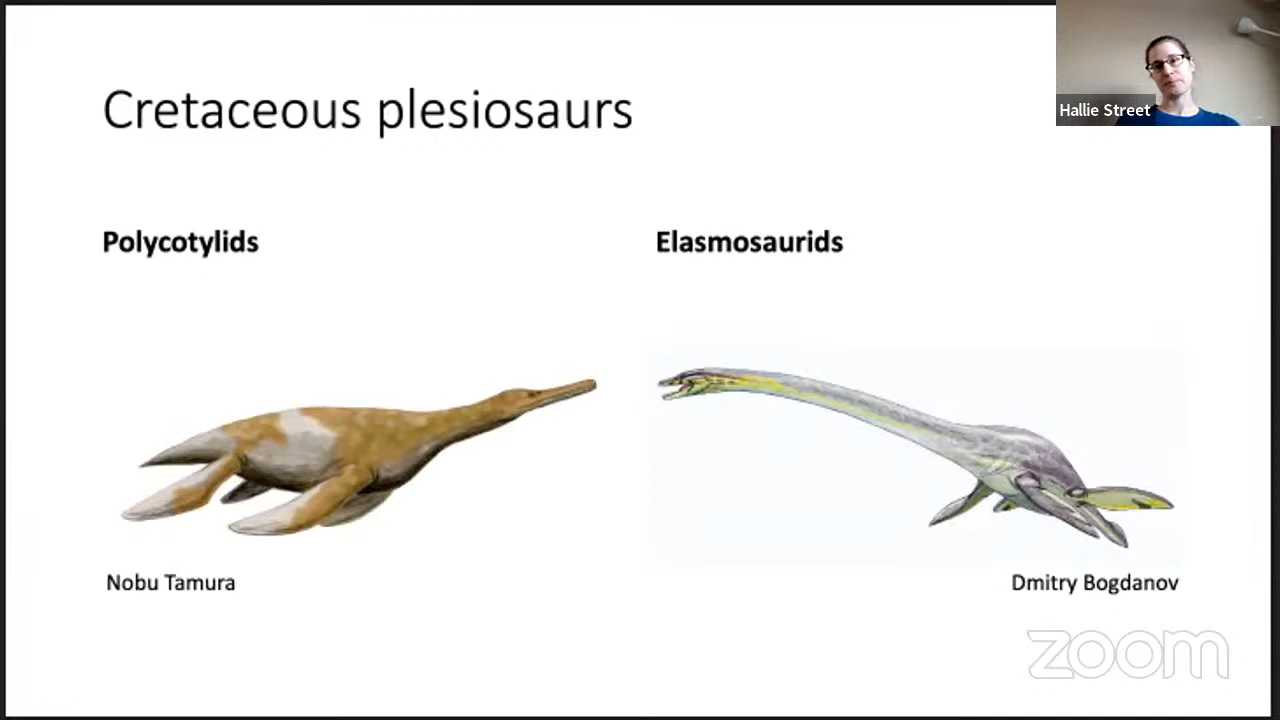 Hallie Street
Cretaceous plesiosaurs
Polycotylids
Elasmosaurids
Nobu Tamura
Dmitry Bogdanov
zoom